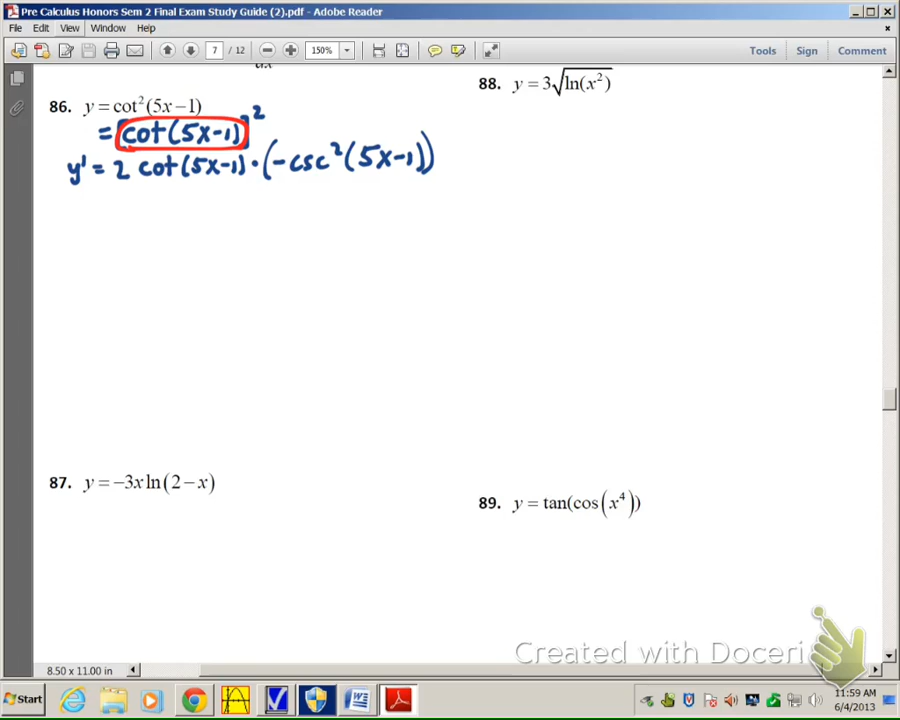 Pre Calculus Honors Sem 2 Final Exam Study Guide (2).pdf - Adobe Reader
File Edit View Window Help
7 / 12 150% Tools Sign Comment
dx
86. y = cot²(5x−1)
= [cot(5x-1)]²
y' = 2 cot(5x-1)·(-csc²(5x-1))
88. y = 3√ln(x²)
87. y = −3x ln(2−x)
89. y = tan(cos(x⁴))
Created with Doceri
8.50 x 11.00 in
Start
11:59 AM
6/4/2013